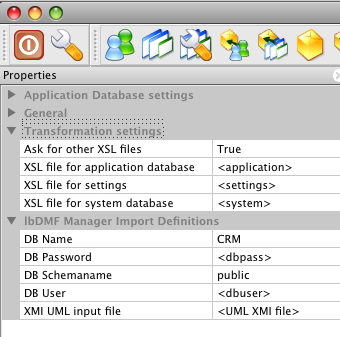 Properties
Application Database settings
General
Transformation settings
Ask for other XSL files True
XSL file for application database <application>
XSL file for settings <settings>
XSL file for system database <system>
lbDMF Manager Import Definitions
DB Name CRM
DB Password <dbpass>
DB Schemaname public
DB User <dbuser>
XMI UML input file <UML XMI file>